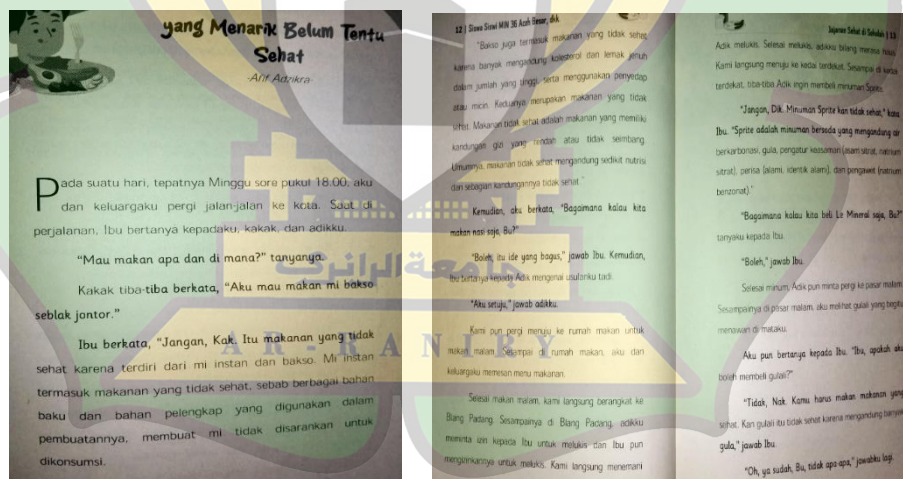 yang Menarik Belum Tentu
Sehat
-Afif Adzikra-
Pada suatu hari, tepatnya Minggu sore pukul 18.00, aku
dan keluargaku pergi jalan-jalan ke kota. Saat di
perjalanan, Ibu bertanya kepadaku, kakak, dan adikku.
“Mau makan apa dan di mana?” tanyanya.
Kakak tiba-tiba berkata, “Aku mau makan mi bakso
seblak jontor.”
Ibu berkata, “Jangan, Kak. Itu makanan yang tidak
sehat karena terdiri dari mi instan dan bakso. Mi instan
termasuk makanan yang tidak sehat, sebab berbagai bahan
baku dan bahan pelengkap yang digunakan dalam
pembuatannya, membuat mi tidak disarankan untuk
dikonsumsi.
12 | Siswa Siswi MIN 36 Aceh Besar, dkk
“Bakso juga termasuk makanan yang tidak sehat,
karena banyak mengandung kolesterol dan lemak jenuh
dalam jumlah yang tinggi, serta menggunakan penyedap
atau micin. Keduanya merupakan makanan yang tidak
sehat. Makanan tidak sehat adalah makanan yang memiliki
kandungan gizi yang rendah atau tidak seimbang.
Umumnya, makanan tidak sehat mengandung sedikit nutrisi
dan sebagian kandungannya tidak sehat.”
Kemudian, aku berkata, “Bagaimana kalau kita
makan nasi saja, Bu?”
“Boleh, itu ide yang bagus,” jawab Ibu. Kemudian,
Ibu bertanya kepada Adik mengenai usulanku tadi.
“Aku setuju,” jawab adikku.
Kami pun pergi menuju ke rumah makan untuk
makan malam. Sesampai di rumah makan, aku dan
keluargaku memesan menu makanan.
Selesai makan malam, kami langsung berangkat ke
Blang Padang. Sesampainya di Blang Padang, adikku
meminta izin kepada Ibu untuk melukis dan Ibu pun
mengizinkannya untuk melukis. Kami langsung menemani
Jajanan Sehat di Sekolah | 13
Adik melukis. Selesai melukis, adikku bilang merasa haus.
Kami langsung menuju ke kedai terdekat. Sesampai di kedai
terdekat, tiba-tiba Adik ingin membeli minuman Sprite.
“Jangan, Dik. Minuman Sprite kan tidak sehat,” kata
Ibu. “Sprite adalah minuman bersoda yang mengandung air
berkarbonasi, gula, pengatur keasaman (asam sitrat, natrium
sitrat), perisa (alami, identik alami), dan pengawet (natrium
benzonat).”
“Bagaimana kalau kita beli Le Mineral saja, Bu?”
tanyaku kepada Ibu.
“Boleh,” jawab Ibu.
Selesai minum, Adik pun minta pergi ke pasar malam.
Sesampainya di pasar malam, aku melihat gulali yang begitu
menawan di mataku.
Aku pun bertanya kepada Ibu. “Ibu, apakah aku
boleh membeli gulali?”
“Tidak, Nak. Kamu harus makan makanan yang
sehat. Kan gulali itu tidak sehat karena mengandung banyak
gula,” jawab Ibu.
“Oh, ya sudah, Bu, tidak apa-apa,” jawabku lagi.
جامعة الرانري
AR-RANIRY